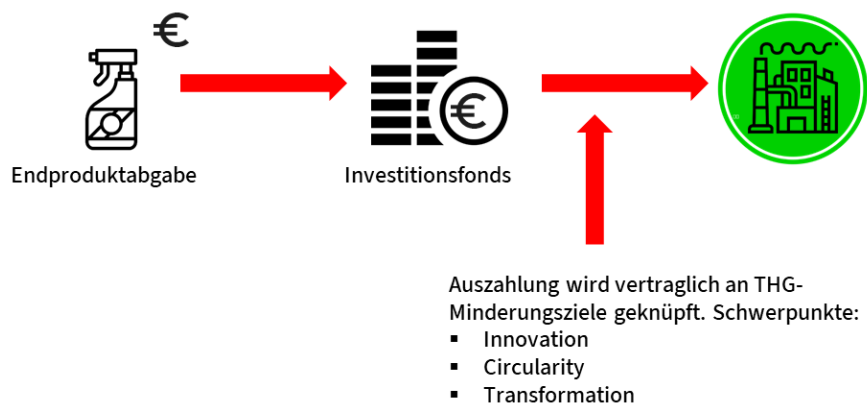 €
€
Endproduktabgabe
Investitionsfonds
Auszahlung wird vertraglich an THG-
Minderungsziele geknüpft. Schwerpunkte:
▪ Innovation
▪ Circularity
▪ Transformation